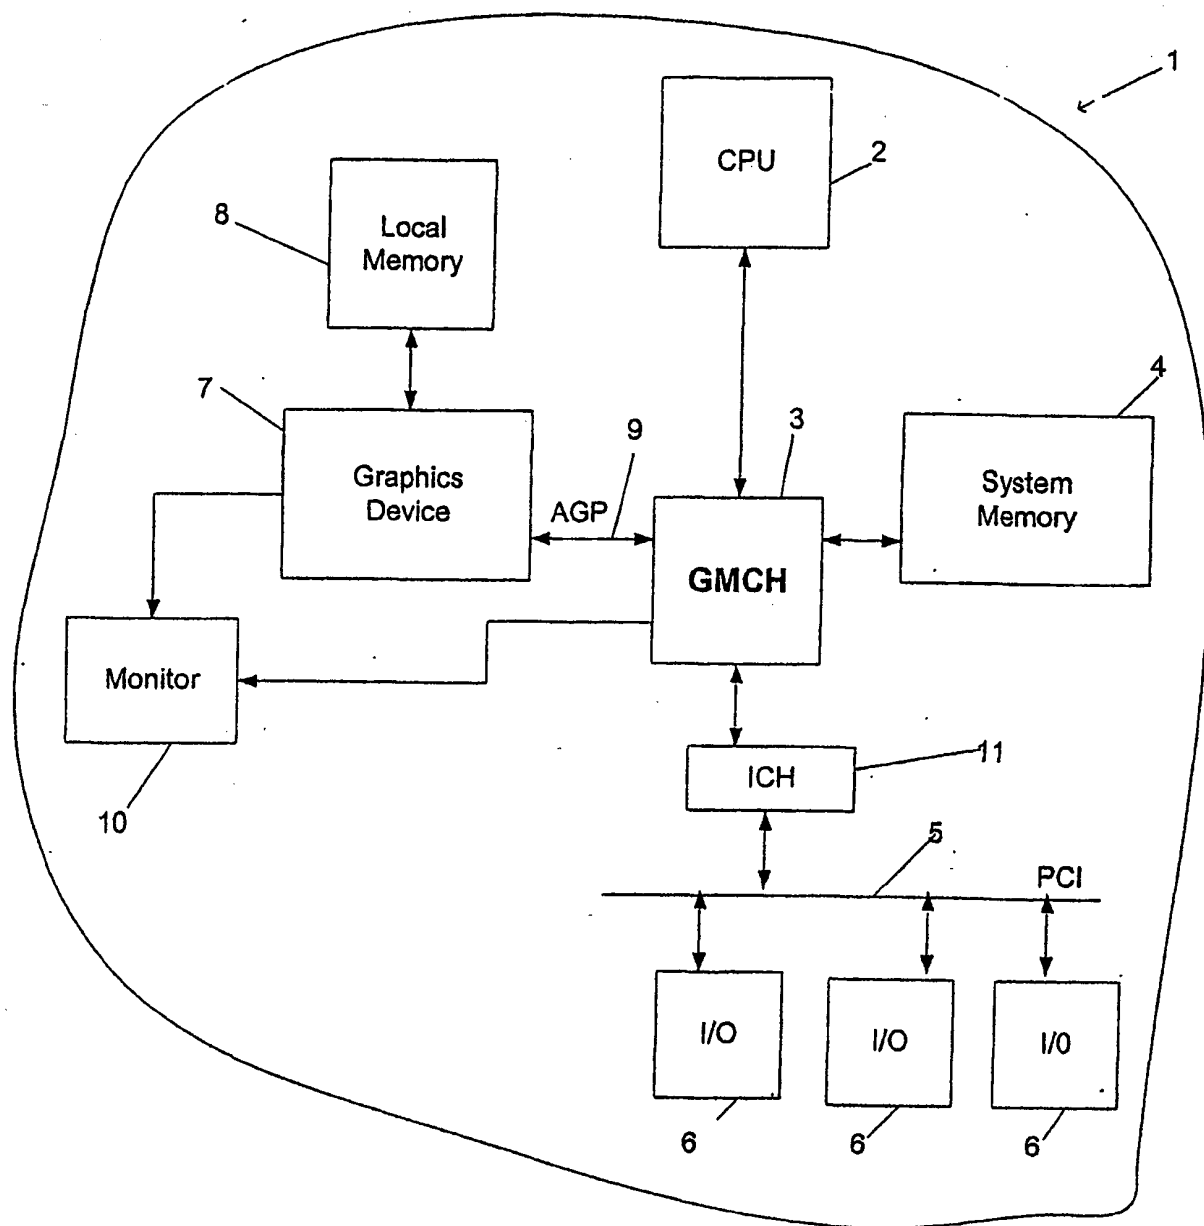 1
CPU
2
8
Local
Memory
7
Graphics
Device
9
AGP
3
GMCH
4
System
Memory
Monitor
10
ICH
11
5
PCI
I/O
I/O
I/0
6
6
6